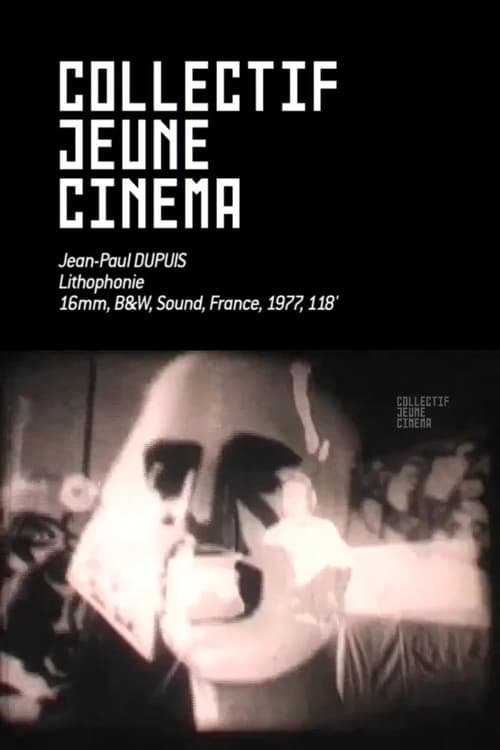 COLLECTIF
JEUNE
CINEMA
Jean-Paul DUPUIS
Lithophonie
16mm, B&W, Sound, France, 1977, 118'
COLLECTIF
JEUNE
CINEMA